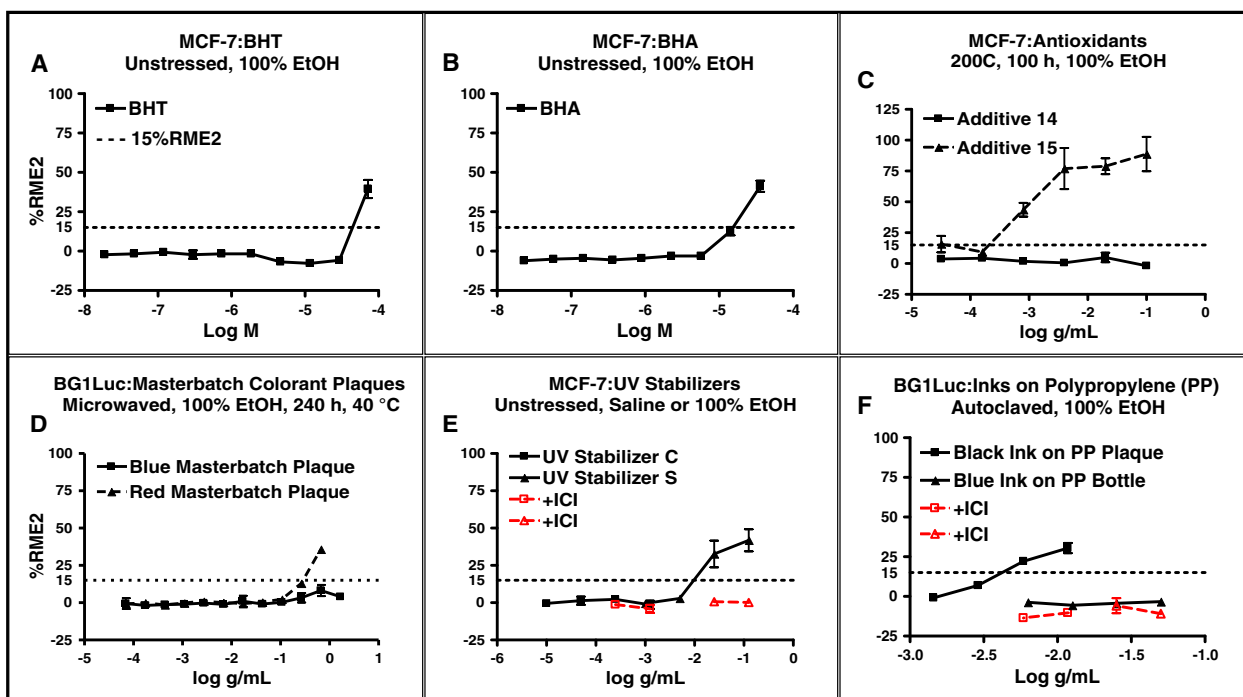 A
MCF-7:BHT
Unstressed, 100% EtOH
BHT
15%RME2
%RME2
100
75
50
25
15
0
-25
-8
-7
-6
-5
-4
Log M
B
MCF-7:BHA
Unstressed, 100% EtOH
BHA
100
75
50
25
15
0
-25
-8
-7
-6
-5
-4
Log M
C
MCF-7:Antioxidants
200C, 100 h, 100% EtOH
Additive 14
Additive 15
125
100
75
50
25
15
0
-25
-5
-4
-3
-2
-1
0
log g/mL
D
BG1Luc:Masterbatch Colorant Plaques
Microwaved, 100% EtOH, 240 h, 40 °C
Blue Masterbatch Plaque
Red Masterbatch Plaque
%RME2
100
75
50
25
15
0
-25
-5
-4
-3
-2
-1
0
1
log g/mL
E
MCF-7:UV Stabilizers
Unstressed, Saline or 100% EtOH
UV Stabilizer C
UV Stabilizer S
+ICI
+ICI
100
75
50
25
15
0
-25
-6
-5
-4
-3
-2
-1
0
log g/mL
F
BG1Luc:Inks on Polypropylene (PP)
Autoclaved, 100% EtOH
Black Ink on PP Plaque
Blue Ink on PP Bottle
+ICI
+ICI
100
75
50
25
15
0
-25
-3.0
-2.5
-2.0
-1.5
-1.0
Log g/mL